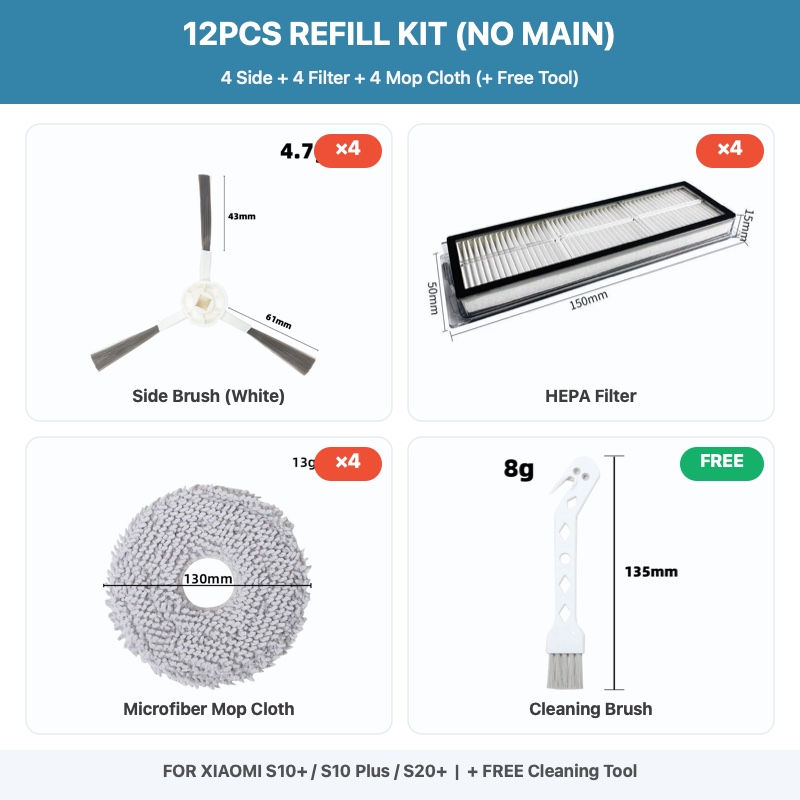 12PCS REFILL KIT (NO MAIN)
4 Side + 4 Filter + 4 Mop Cloth (+ Free Tool)
4.7
×4
43mm
61mm
Side Brush (White)
×4
15mm
50mm
150mm
HEPA Filter
13g
×4
130mm
Microfiber Mop Cloth
8g
FREE
135mm
Cleaning Brush
FOR XIAOMI S10+ / S10 Plus / S20+ | + FREE Cleaning Tool